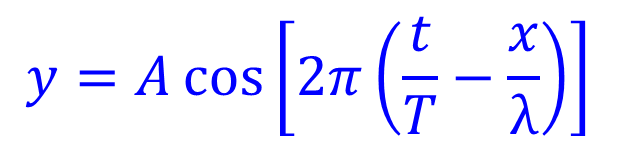 y = A cos [2π (t/T − x/λ)]